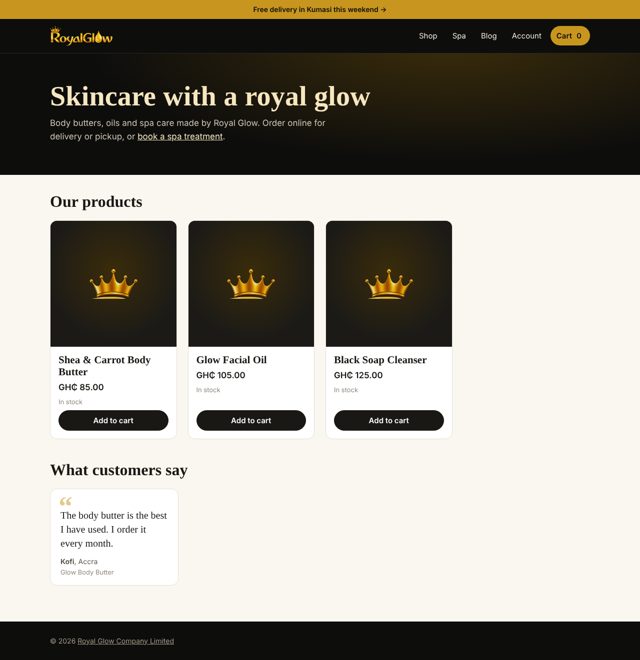 Free delivery in Kumasi this weekend →
RoyalGlow
Shop
Spa
Blog
Account
Cart 0
Skincare with a royal glow
Body butters, oils and spa care made by Royal Glow. Order online for
delivery or pickup, or book a spa treatment.
Our products
Shea & Carrot Body
Butter
GH₵ 85.00
In stock
Add to cart
Glow Facial Oil
GH₵ 105.00
In stock
Add to cart
Black Soap Cleanser
GH₵ 125.00
In stock
Add to cart
What customers say
“
The body butter is the best
I have used. I order it
every month.
Kofi, Accra
Glow Body Butter
© 2026 Royal Glow Company Limited